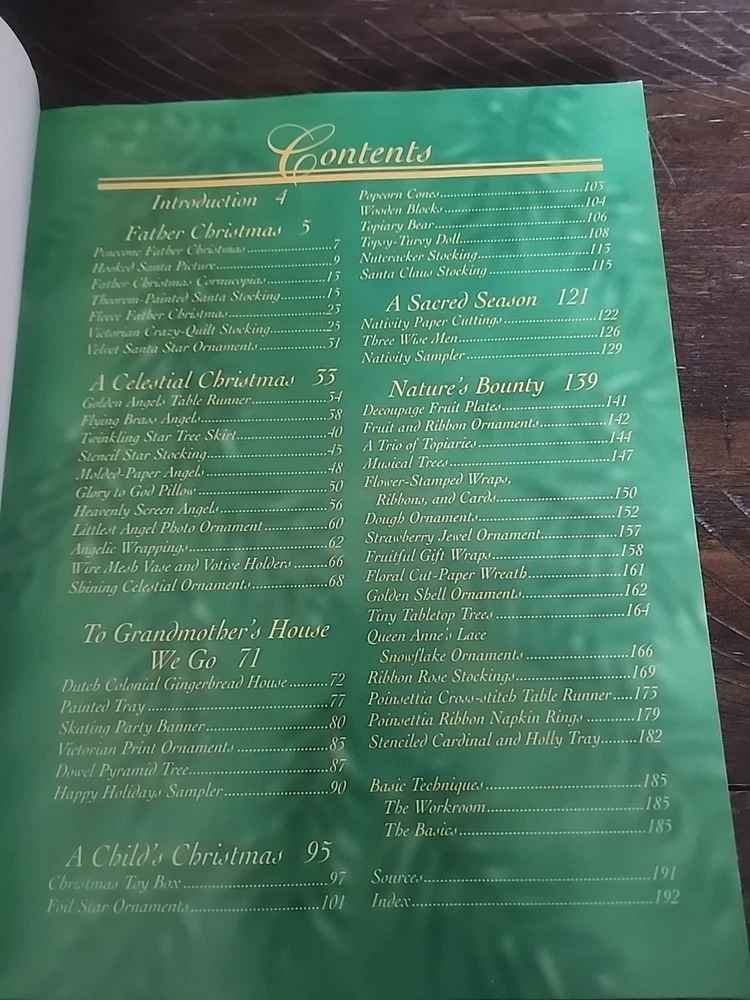 Contents
Introduction 4
Father Christmas 5
Pinecone Father Christmas.....7
Hooked Santa Picture.....9
Father Christmas Cornucopias.....13
Theorem-Painted Santa Stocking.....15
Fleece Father Christmas.....23
Victorian Crazy-Quilt Stocking.....25
Velvet Santa Star Ornaments.....31
A Celestial Christmas 33
Golden Angels Table Runner.....34
Flying Brass Angels.....38
Twinkling Star Tree Skirt.....40
Stencil Star Stocking.....45
Molded-Paper Angels.....48
Glory to God Pillow.....50
Heavenly Screen Angels.....56
Littlest Angel Photo Ornament.....60
Angelic Wrappings.....62
Wire Mesh Vase and Votive Holders.....66
Shining Celestial Ornaments.....68
To Grandmother's House
We Go 71
Dutch Colonial Gingerbread House.....72
Painted Tray.....77
Skating Party Banner.....80
Victorian Print Ornaments.....85
Dowel Pyramid Tree.....87
Happy Holidays Sampler.....90
A Child's Christmas 95
Christmas Toy Box.....97
Foil Star Ornaments.....101
Popcorn Cones.....103
Wooden Blocks.....104
Topiary Bear.....106
Topsy-Turvy Doll.....108
Nutcracker Stocking.....113
Santa Claus Stocking.....115
A Sacred Season 121
Nativity Paper Cuttings.....122
Three Wise Men.....126
Nativity Sampler.....129
Nature's Bounty 139
Decoupage Fruit Plates.....141
Fruit and Ribbon Ornaments.....142
A Trio of Topiaries.....144
Musical Trees.....147
Flower-Stamped Wraps,
Ribbons, and Cards.....150
Dough Ornaments.....152
Strawberry Jewel Ornament.....157
Fruitful Gift Wraps.....158
Floral Cut-Paper Wreath.....161
Golden Shell Ornaments.....162
Tiny Tabletop Trees.....164
Queen Anne's Lace
Snowflake Ornaments.....166
Ribbon Rose Stockings.....169
Poinsettia Cross-stitch Table Runner.....173
Poinsettia Ribbon Napkin Rings.....179
Stenciled Cardinal and Holly Tray.....182
Basic Techniques.....185
The Workroom.....185
The Basics.....185
Sources.....191
Index.....192